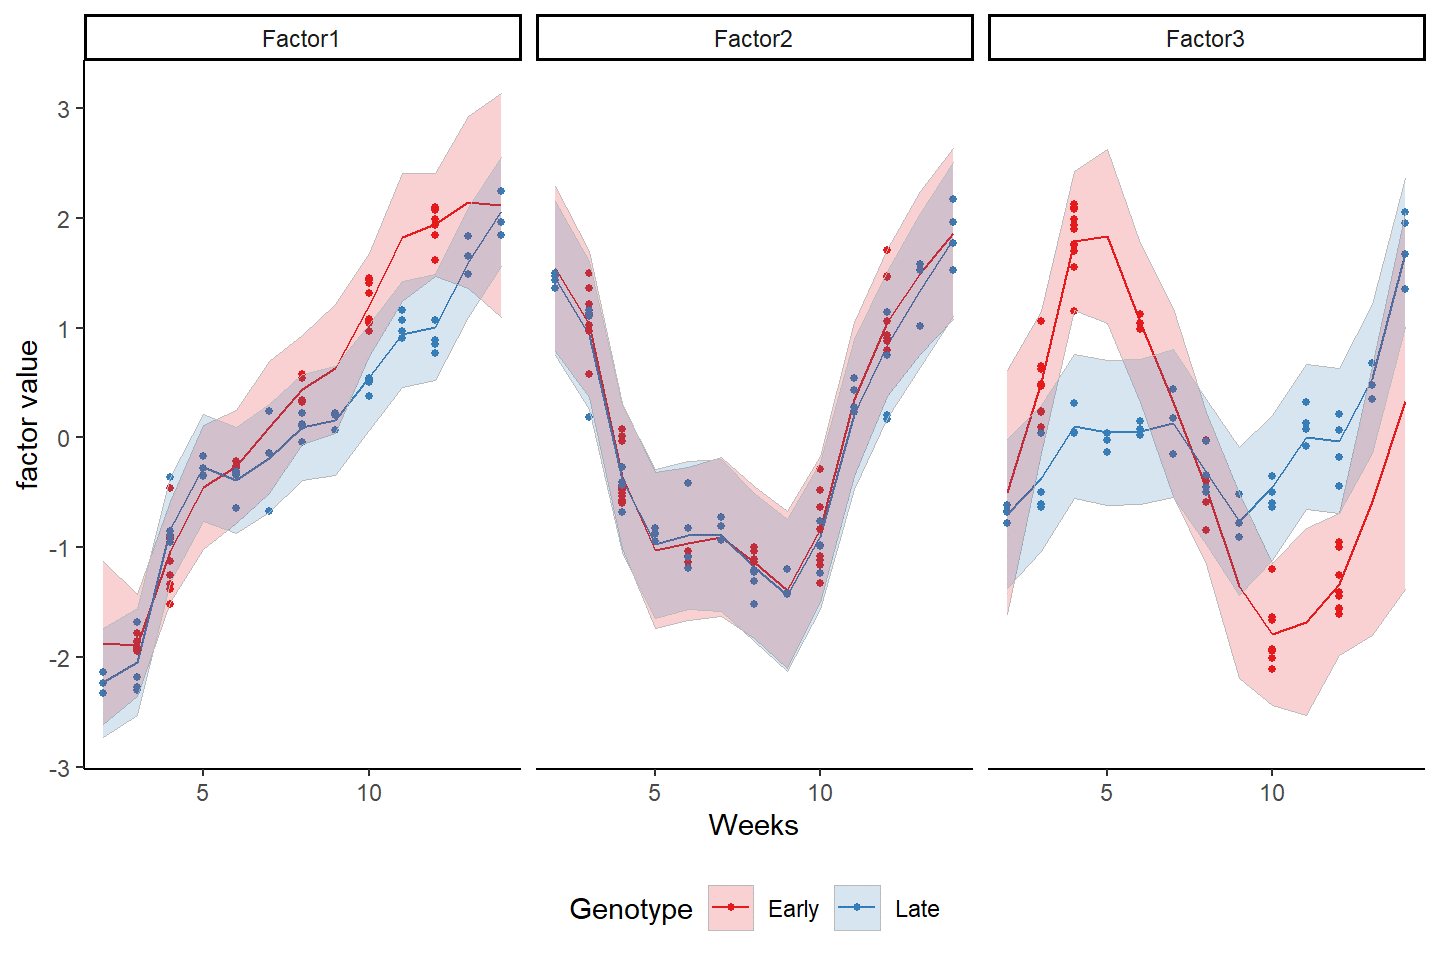 Factor1 Factor2 Factor3
3
2
1
0
-1
-2
-3
factor value
5 10 5 10 5 10
Weeks
Genotype Early Late